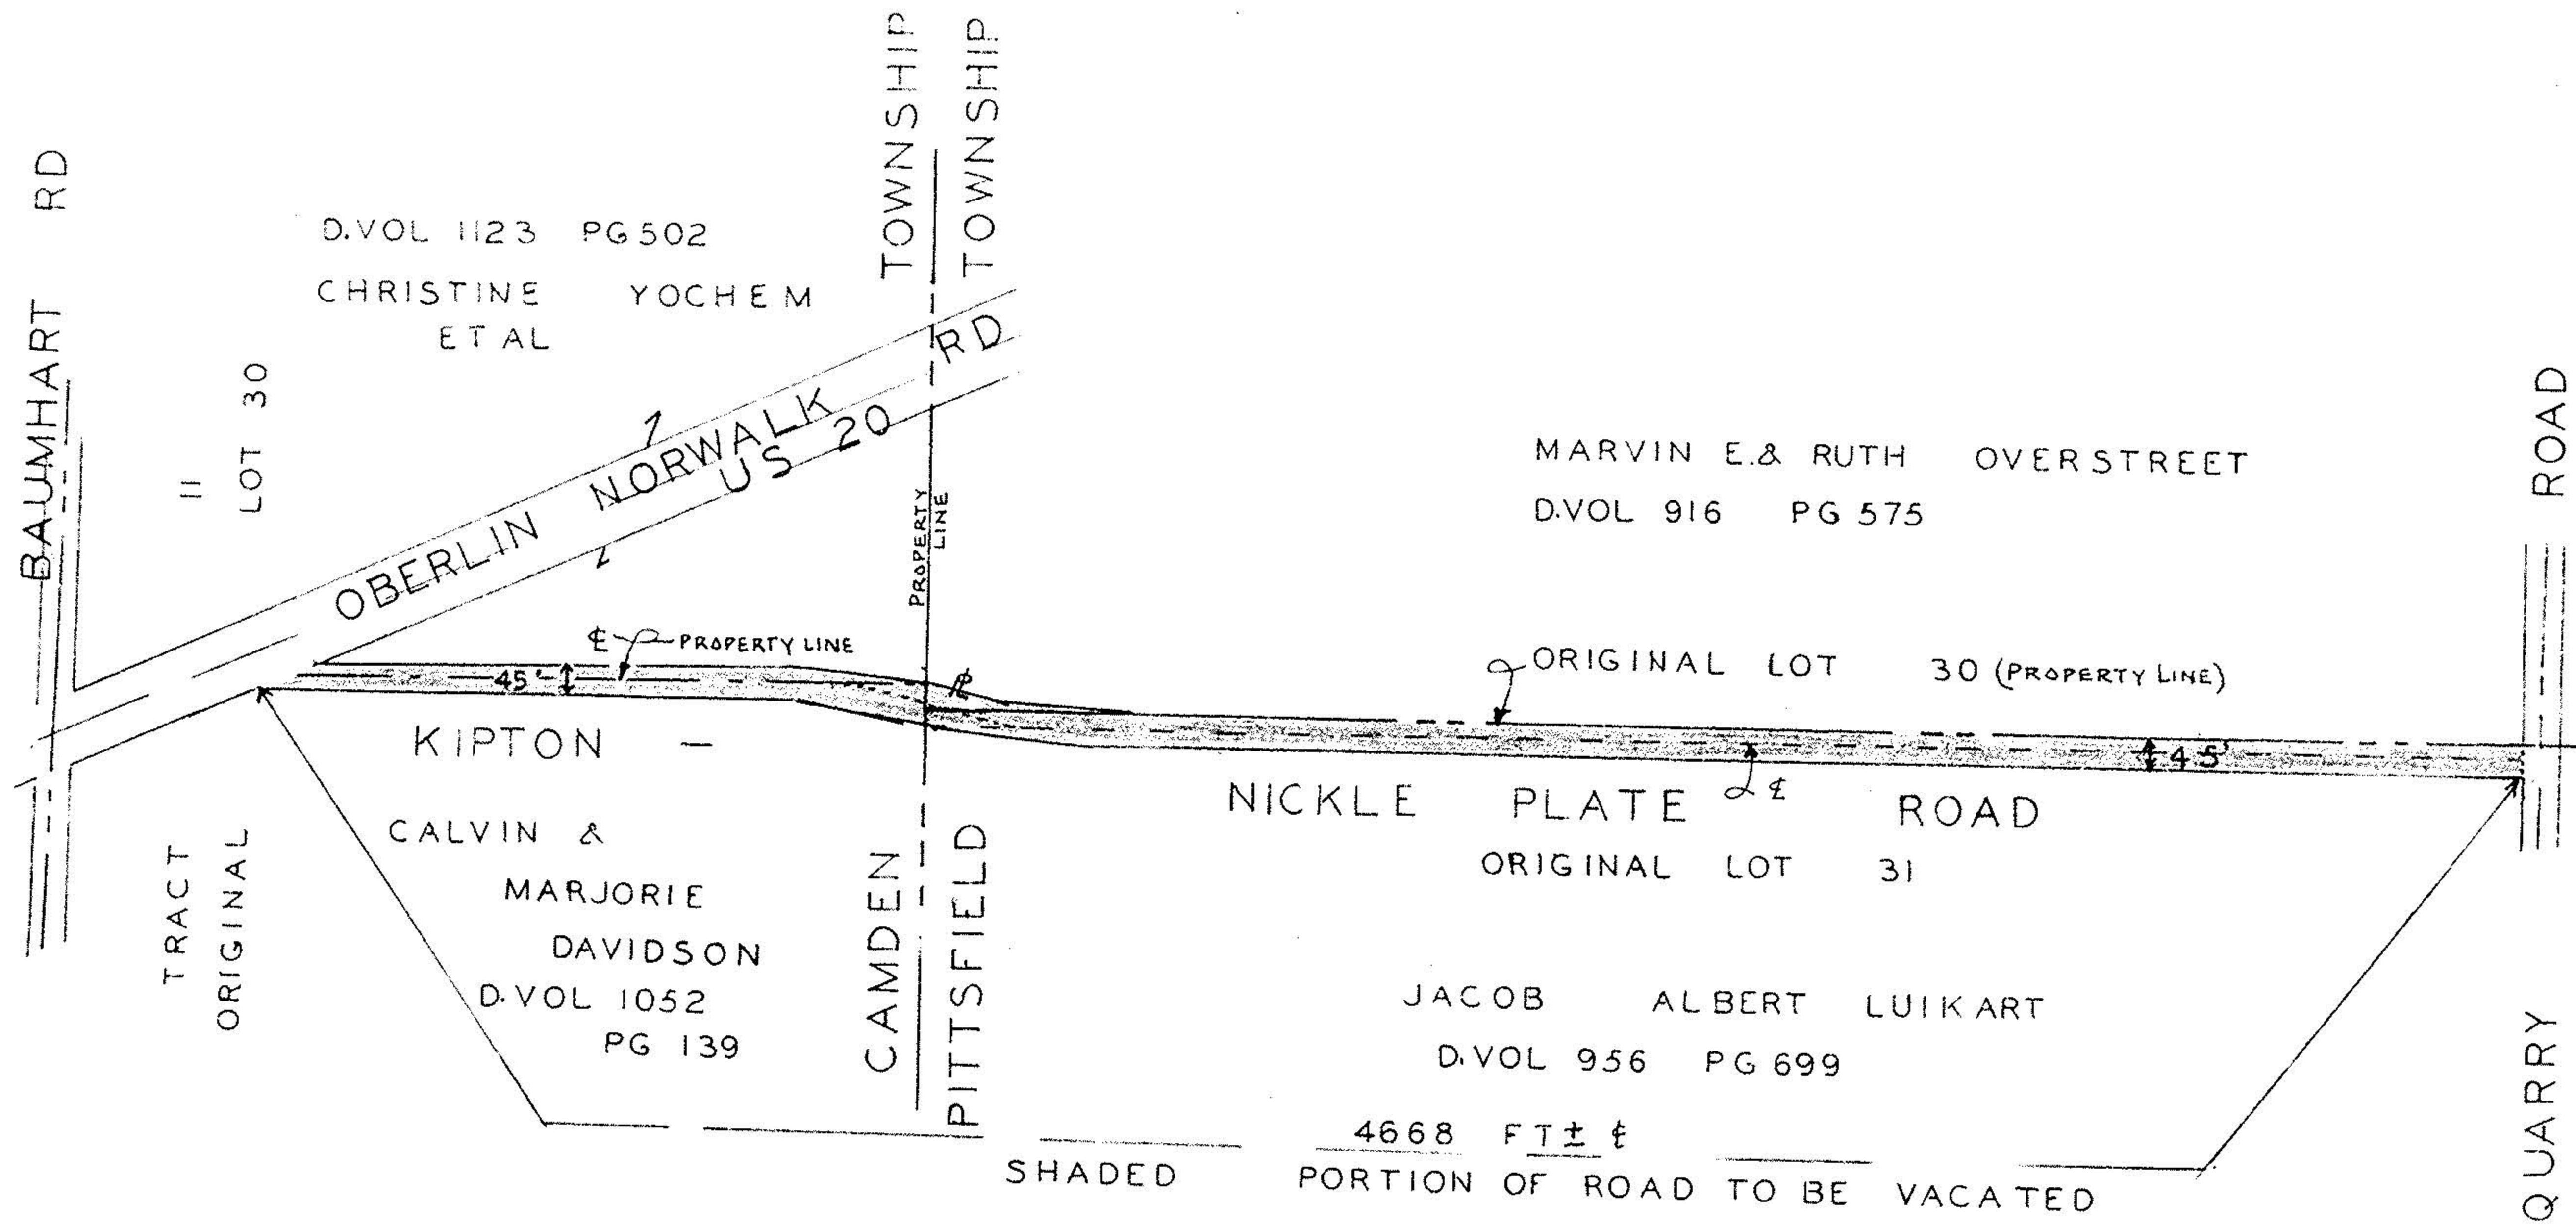 BAUMHART RD
D.VOL 1123 PG 502
CHRISTINE YOCHEM
ET AL
TRACT 11
ORIGINAL LOT 30
OBERLIN NORWALK RD
US 20
CAMDEN TOWNSHIP
PITTSFIELD TOWNSHIP
PROPERTY
LINE
MARVIN E.& RUTH OVERSTREET
D.VOL 916 PG 575
℄ PROPERTY LINE
45'
℄
ORIGINAL LOT 30 (PROPERTY LINE)
45'
KIPTON - NICKLE PLATE ROAD
℄
ORIGINAL LOT 31
CALVIN &
MARJORIE
DAVIDSON
D.VOL 1052
PG 139
JACOB ALBERT LUIKART
D.VOL 956 PG 699
4668 FT± ℄
SHADED PORTION OF ROAD TO BE VACATED
QUARRY ROAD